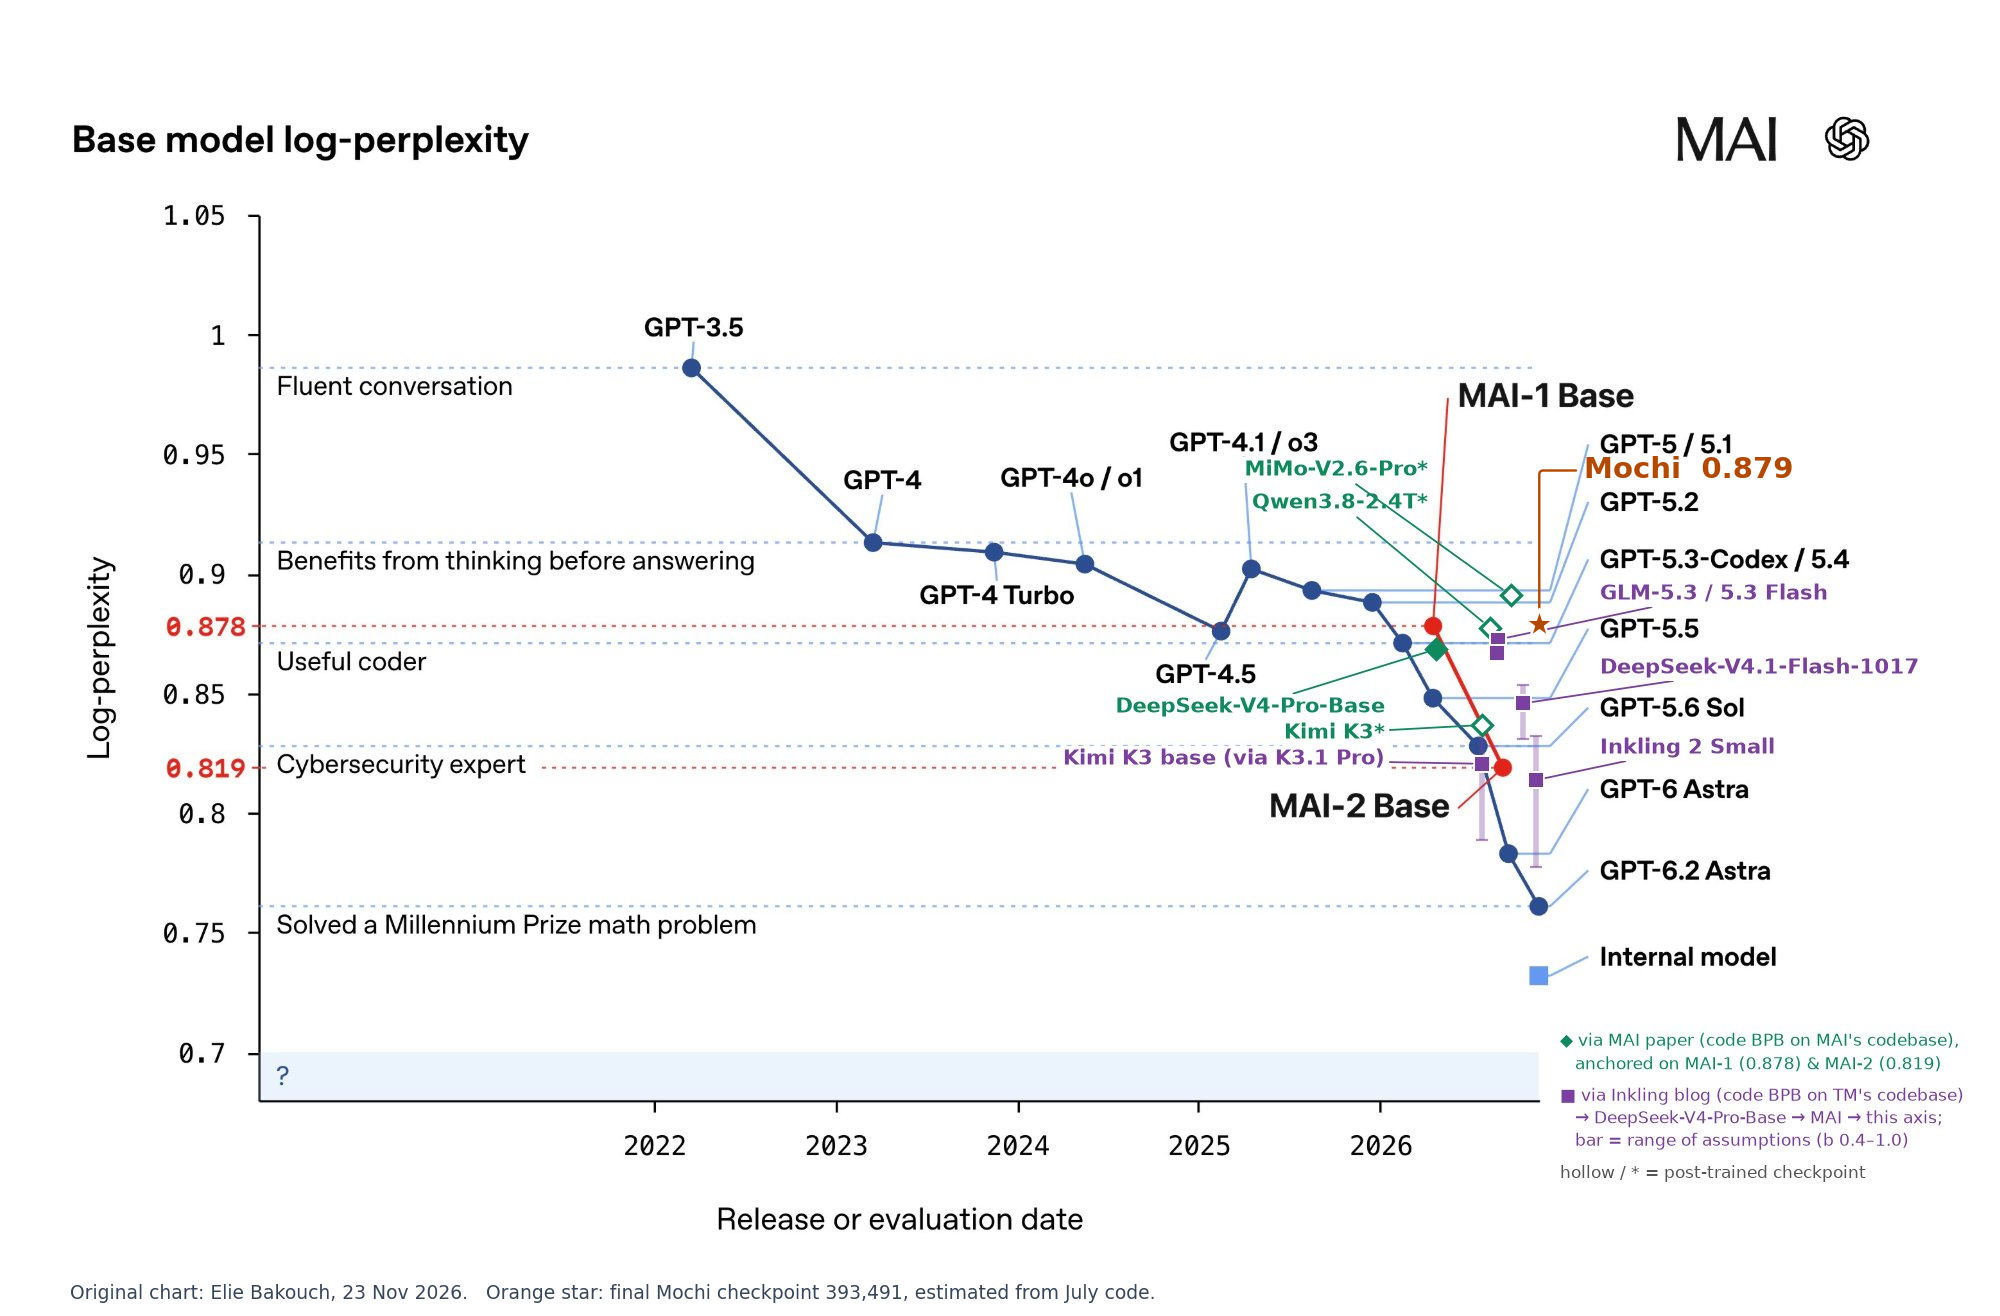 Base model log-perplexity
MAI
1.05
1
0.95
0.9
0.878
0.85
0.819
0.8
0.75
0.7
Log-perplexity
Fluent conversation
Benefits from thinking before answering
Useful coder
Cybersecurity expert
Solved a Millennium Prize math problem
?
GPT-3.5
GPT-4
GPT-4 Turbo
GPT-4o / o1
GPT-4.5
GPT-4.1 / o3
MiMo-V2.6-Pro*
Qwen3.8-2.4T*
DeepSeek-V4-Pro-Base
Kimi K3*
Kimi K3 base (via K3.1 Pro)
MAI-2 Base
MAI-1 Base
GPT-5 / 5.1
Mochi 0.879
GPT-5.2
GPT-5.3-Codex / 5.4
GLM-5.3 / 5.3 Flash
GPT-5.5
DeepSeek-V4.1-Flash-1017
GPT-5.6 Sol
Inkling 2 Small
GPT-6 Astra
GPT-6.2 Astra
Internal model
◆ via MAI paper (code BPB on MAI's codebase),
anchored on MAI-1 (0.878) & MAI-2 (0.819)
■ via Inkling blog (code BPB on TM's codebase)
→ DeepSeek-V4-Pro-Base → MAI → this axis;
bar = range of assumptions (b 0.4–1.0)
hollow / * = post-trained checkpoint
2022
2023
2024
2025
2026
Release or evaluation date
Original chart: Elie Bakouch, 23 Nov 2026. Orange star: final Mochi checkpoint 393,491, estimated from July code.